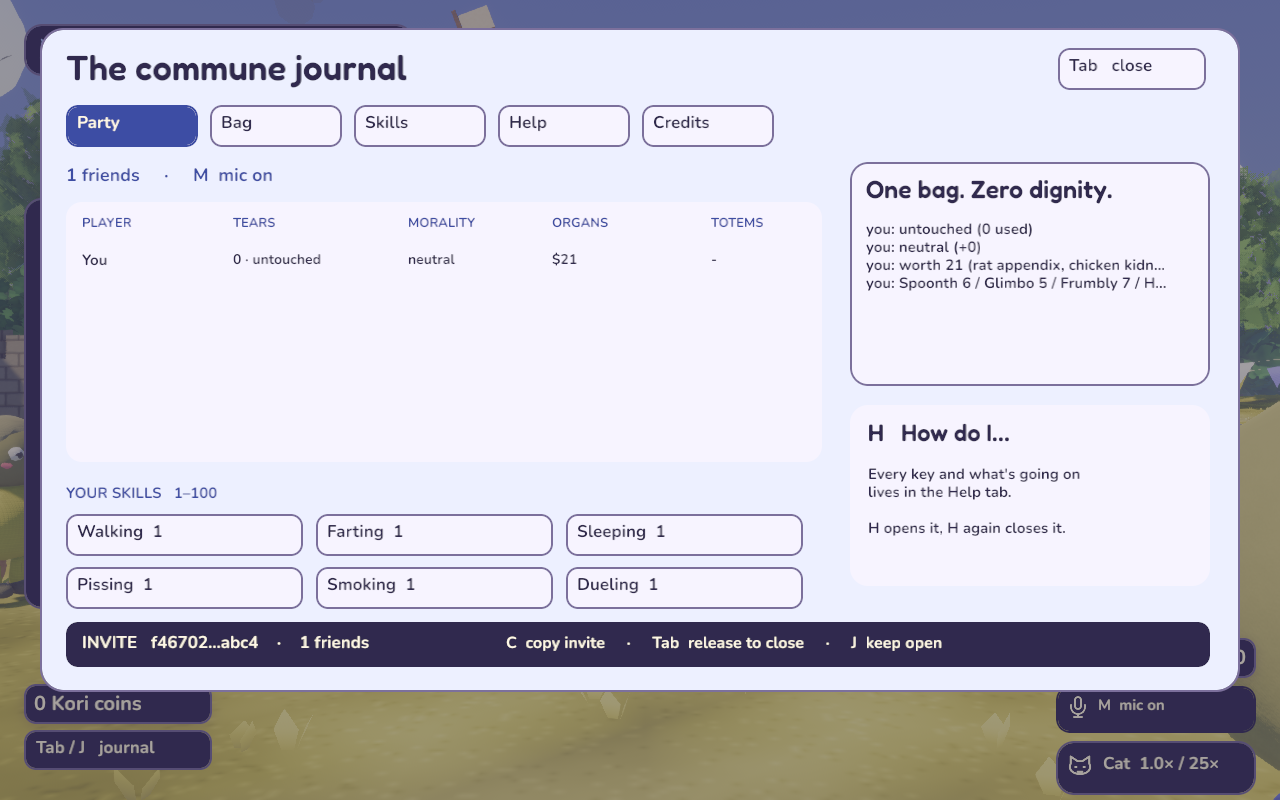 The commune journal
Tab close
Party
Bag
Skills
Help
Credits
1 friends · M mic on
PLAYER TEARS MORALITY ORGANS TOTEMS
You 0 · untouched neutral $21 -
One bag. Zero dignity.
you: untouched (0 used)
you: neutral (+0)
you: worth 21 (rat appendix, chicken kidn...
you: Spoonth 6 / Glimbo 5 / Frumbly 7 / H...
H How do I...
Every key and what's going on
lives in the Help tab.
H opens it, H again closes it.
YOUR SKILLS 1–100
Walking 1
Farting 1
Sleeping 1
Pissing 1
Smoking 1
Dueling 1
INVITE f46702...abc4 · 1 friends C copy invite · Tab release to close · J keep open
0 Kori coins
Tab / J journal
M mic on
Cat 1.0× / 25×